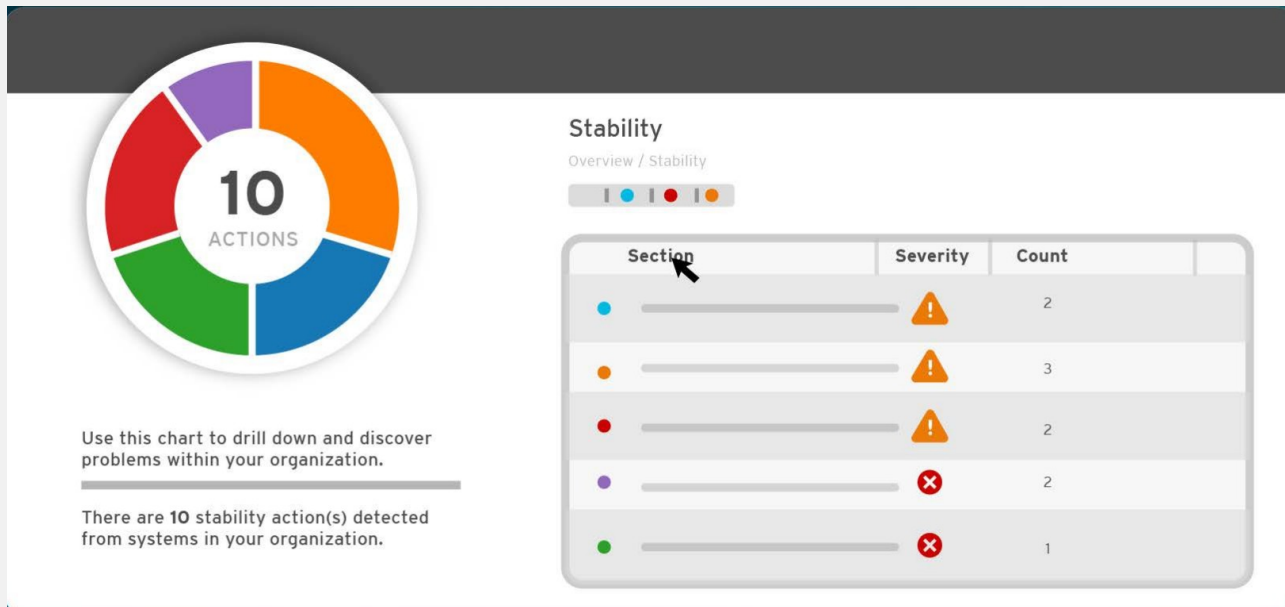 10
ACTIONS
Use this chart to drill down and discover
problems within your organization.
There are 10 stability action(s) detected
from systems in your organization.
Stability
Overview / Stability
Section Severity Count
2
3
2
2
1